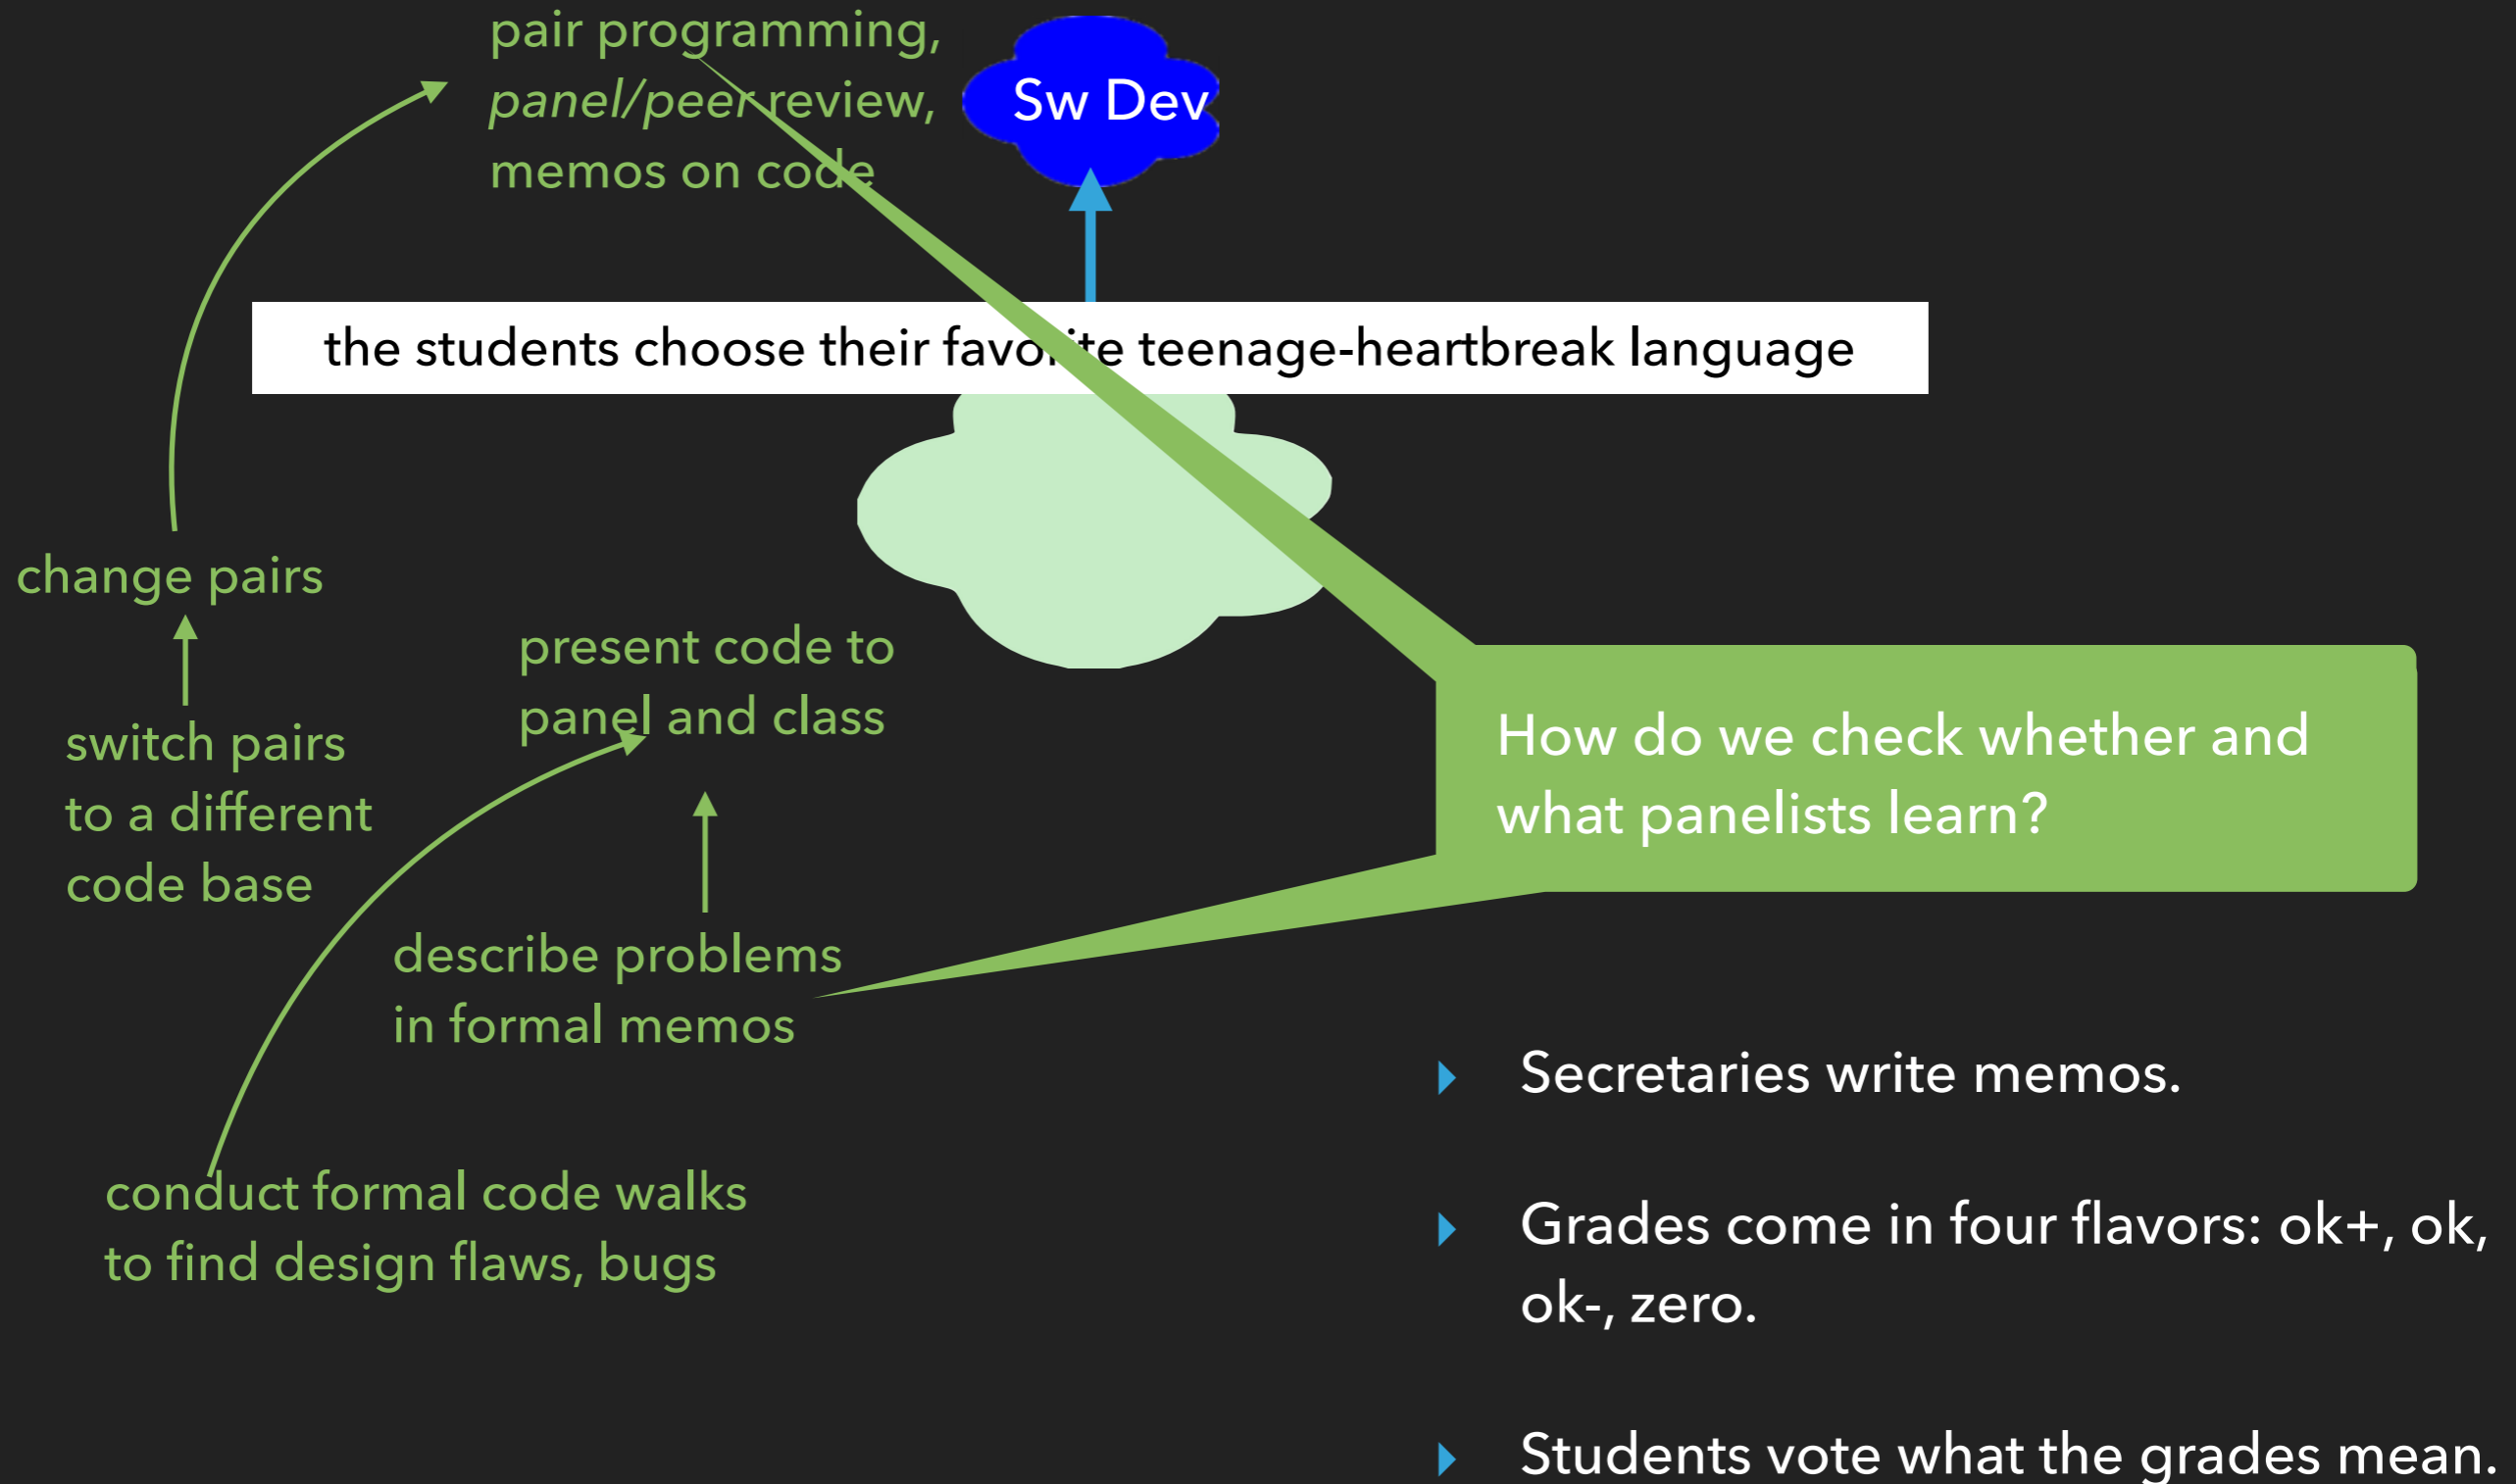 pair programming,
panel/peer review,
memos on code
Sw Dev
the students choose their favorite teenage-heartbreak language
change pairs
switch pairs
to a different
code base
present code to
panel and class
describe problems
in formal memos
conduct formal code walks
to find design flaws, bugs
How do we check whether and
what panelists learn?
Secretaries write memos.
Grades come in four flavors: ok+, ok,
ok-, zero.
Students vote what the grades mean.